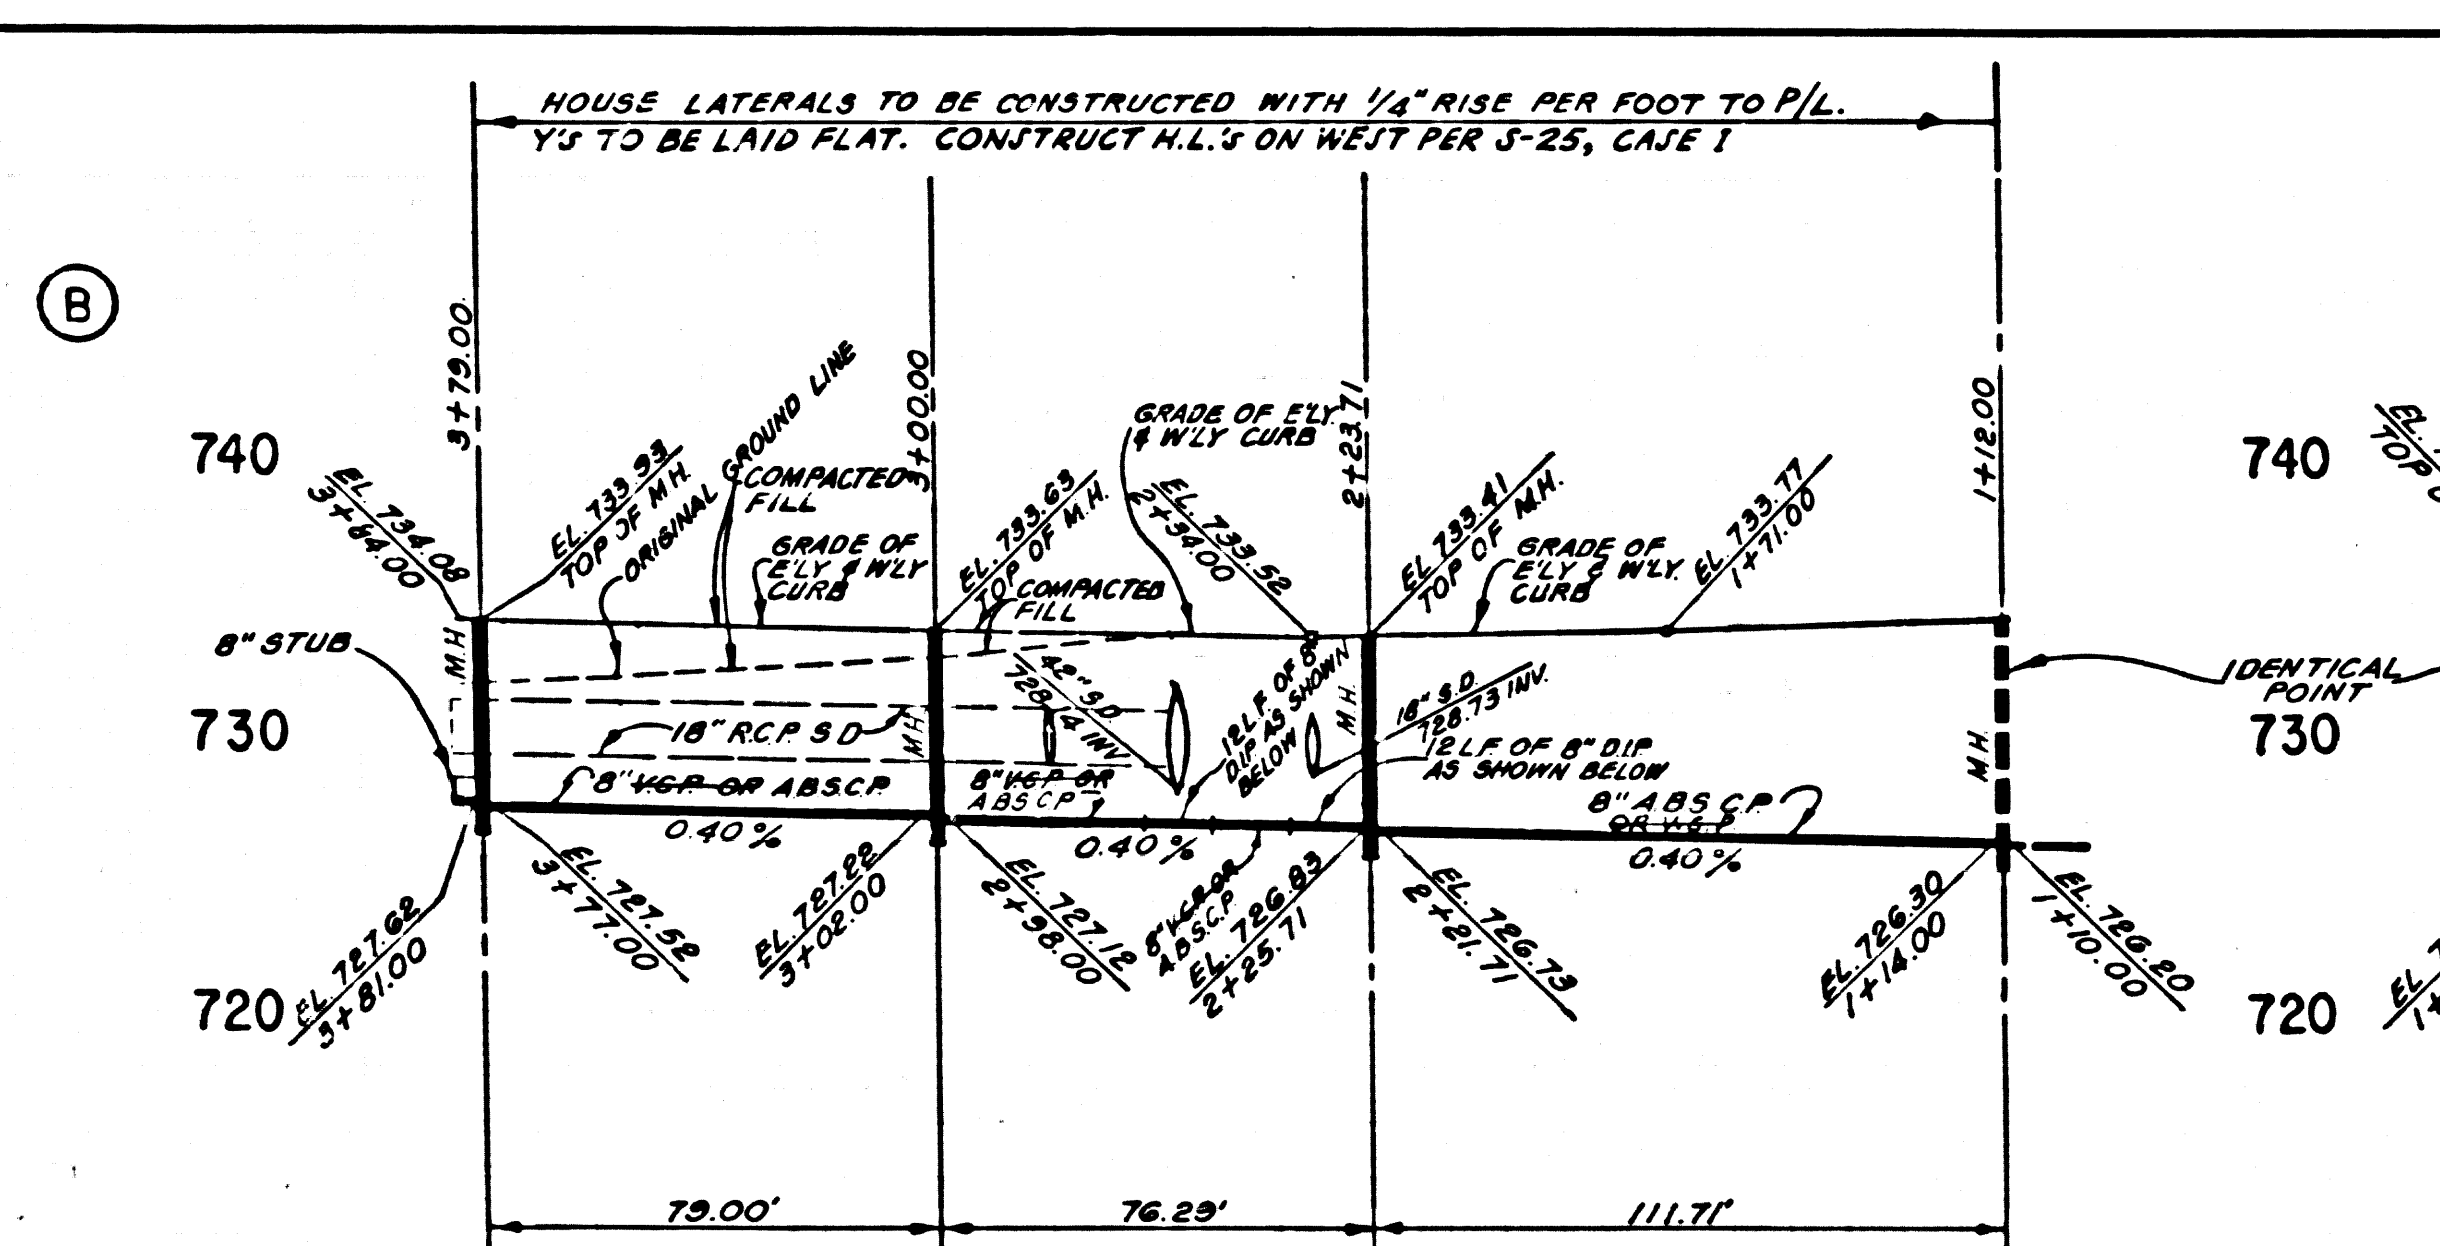 HOUSE LATERALS TO BE CONSTRUCTED WITH 1/4" RISE PER FOOT TO P/L.
Y'S TO BE LAID FLAT. CONSTRUCT H.L.'s ON WEST PER S-25, CASE I
B
3+79.00
3+00.00
2+23.71
1+12.00
740
EL. 734.08
3+84.00
EL. 733.93
TOP OF M.H.
ORIGINAL GROUND LINE
COMPACTED
FILL
GRADE OF
E'LY & W'LY
CURB
EL. 733.63
TOP OF M.H.
COMPACTED
FILL
GRADE OF E'LY
& W'LY CURB
EL. 733.52
2+34.00
EL. 733.41
TOP OF M.H.
GRADE OF
E'LY & W'LY.
CURB
EL. 733.77
1+71.00
740
EL.
TOP
8" STUB
M.H
730
18" R.C.P. S D
M.H
42" S.D.
INV
12 L.F. OF 8"
D.I.P. AS SHOWN
BELOW
M.H.
18" S.D.
728.73 INV.
12 L.F. OF 8" D.I.P.
AS SHOWN BELOW
IDENTICAL
POINT
730
M.H.
8" V.C.P. OR A.B.S.C.P.
0.40 %
8" V.C.P. OR
A B S C P
0.40 %
8" V.C.P. OR
A.B.S.C.P.
8" A B S C.P.
OR V.C.P.
0.40 %
720
EL. 727.62
3+81.00
EL. 727.52
3+77.00
EL. 727.22
3+02.00
EL. 727.12
2+98.00
EL. 726.83
2+25.71
EL. 726.73
2+21.71
EL. 726.30
1+14.00
EL. 726.20
1+10.00
720
EL
1+
79.00'
76.29'
111.71'